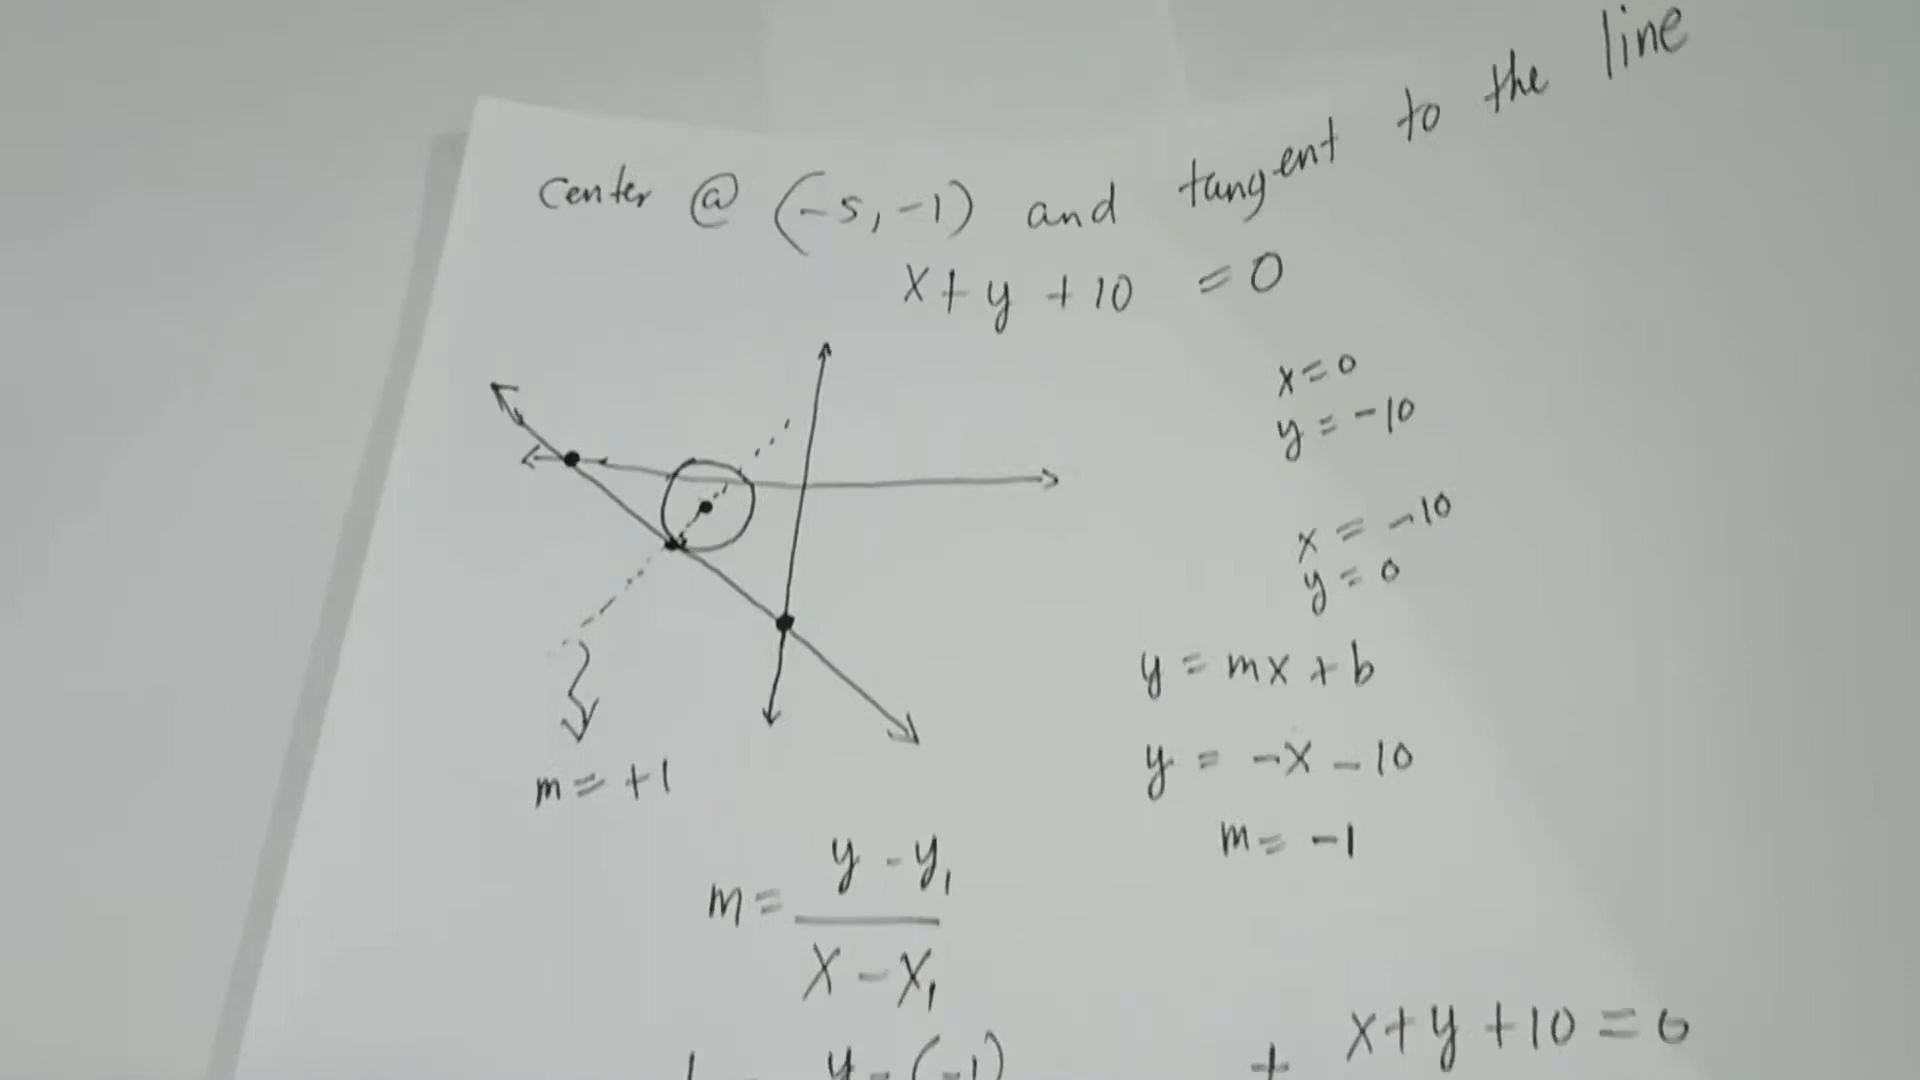 center @ (-5, -1) and tangent to the line
x + y + 10 = 0
x = 0
y = -10
x = -10
y = 0
y = mx + b
y = -x - 10
m = -1
m = +1
m = y - y₁
x - x₁
x + y + 10 = 0
y - (-1)
+